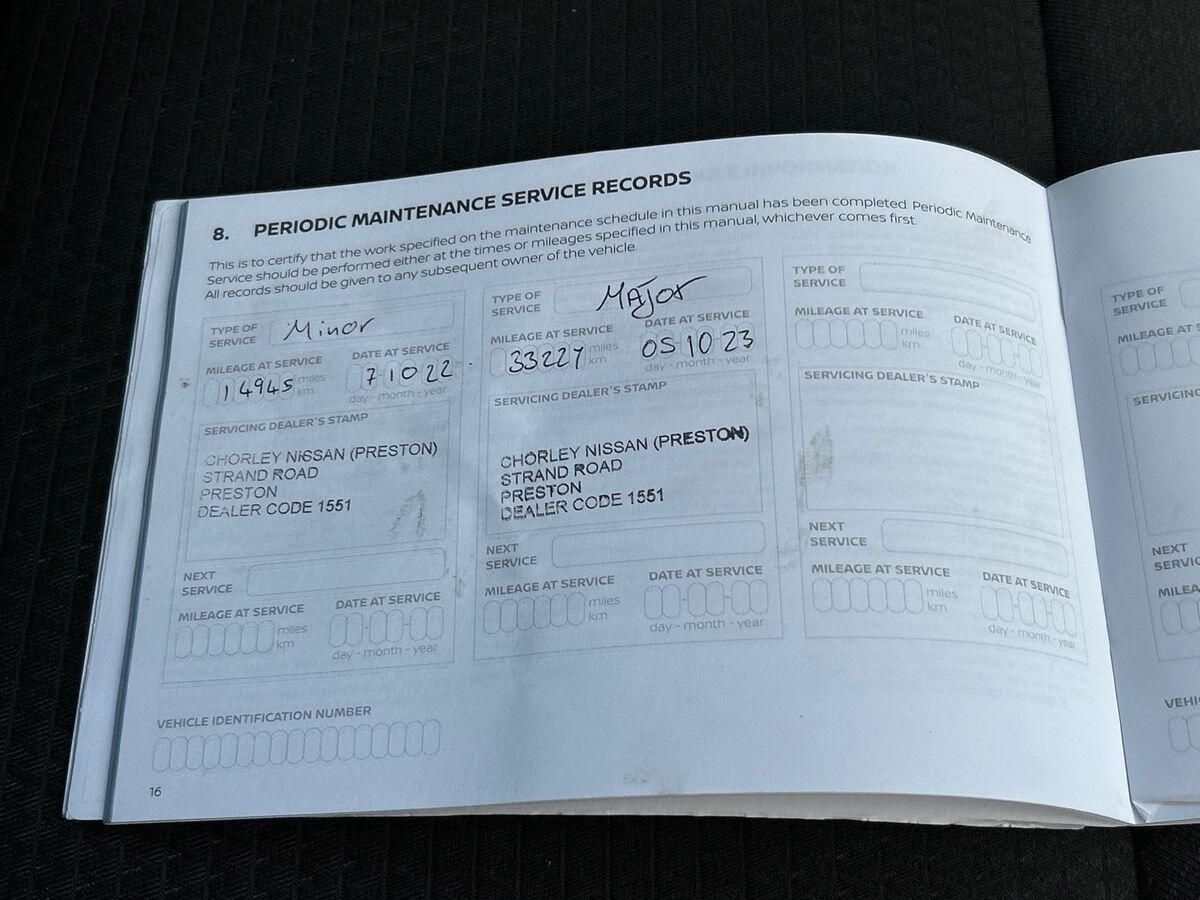 8. PERIODIC MAINTENANCE SERVICE RECORDS
This is to certify that the work specified on the maintenance schedule in this manual has been completed. Periodic Maintenance
Service should be performed either at the times or mileages specified in this manual, whichever comes first.
All records should be given to any subsequent owner of the vehicle.
TYPE OF
SERVICE
Minor
MILEAGE AT SERVICE
DATE AT SERVICE
14945 miles
km
7 10 22
day - month - year
SERVICING DEALER'S STAMP
CHORLEY NISSAN (PRESTON)
STRAND ROAD
PRESTON
DEALER CODE 1551
NEXT
SERVICE
MILEAGE AT SERVICE
DATE AT SERVICE
miles
km
day - month - year
TYPE OF
SERVICE
MAjor
MILEAGE AT SERVICE
DATE AT SERVICE
33227 miles
km
05 10 23
day - month - year
SERVICING DEALER'S STAMP
CHORLEY NISSAN (PRESTON)
STRAND ROAD
PRESTON
DEALER CODE 1551
NEXT
SERVICE
MILEAGE AT SERVICE
DATE AT SERVICE
miles
km
day - month - year
TYPE OF
SERVICE
MILEAGE AT SERVICE
DATE AT SERVICE
miles
km
day - month - year
SERVICING DEALER'S STAMP
NEXT
SERVICE
MILEAGE AT SERVICE
DATE AT SERVICE
miles
km
day - month - year
VEHICLE IDENTIFICATION NUMBER
16
TYPE OF
SERVICE
MILEAGE AT
SERVICING
NEXT